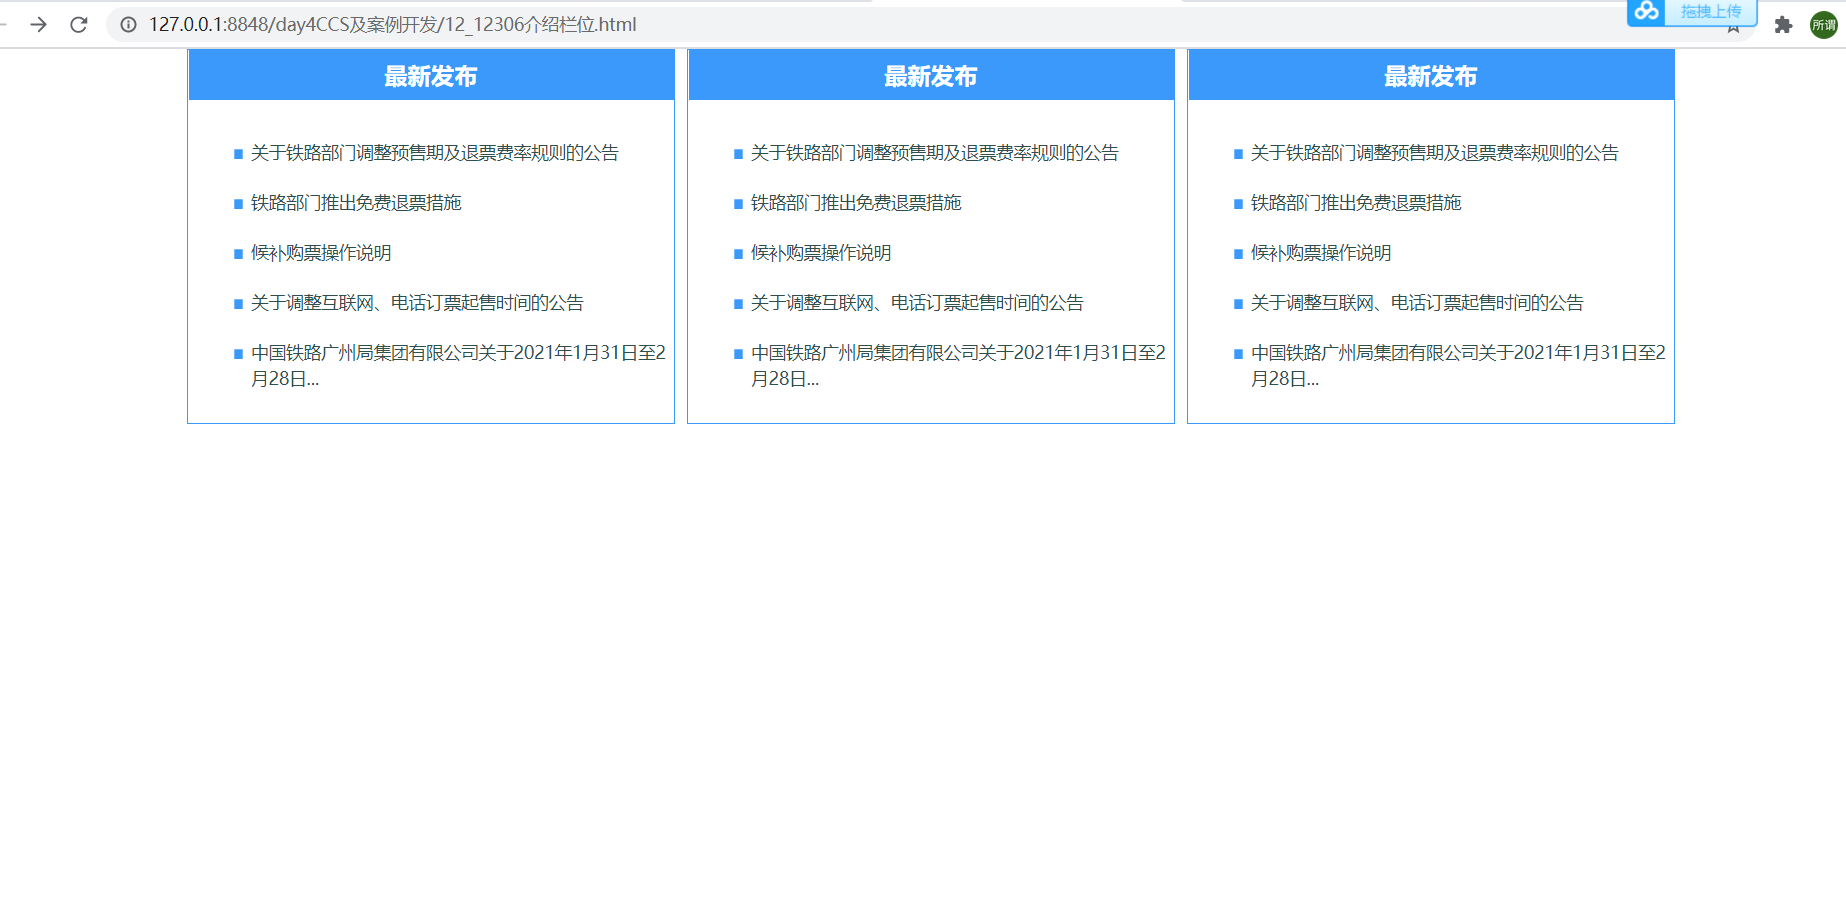 127.0.0.1:8848/day4CCS及案例开发/12_12306介绍栏位.html
拖拽上传
所谓
最新发布
关于铁路部门调整预售期及退票费率规则的公告
铁路部门推出免费退票措施
候补购票操作说明
关于调整互联网、电话订票起售时间的公告
中国铁路广州局集团有限公司关于2021年1月31日至2
月28日...
最新发布
关于铁路部门调整预售期及退票费率规则的公告
铁路部门推出免费退票措施
候补购票操作说明
关于调整互联网、电话订票起售时间的公告
中国铁路广州局集团有限公司关于2021年1月31日至2
月28日...
最新发布
关于铁路部门调整预售期及退票费率规则的公告
铁路部门推出免费退票措施
候补购票操作说明
关于调整互联网、电话订票起售时间的公告
中国铁路广州局集团有限公司关于2021年1月31日至2
月28日...